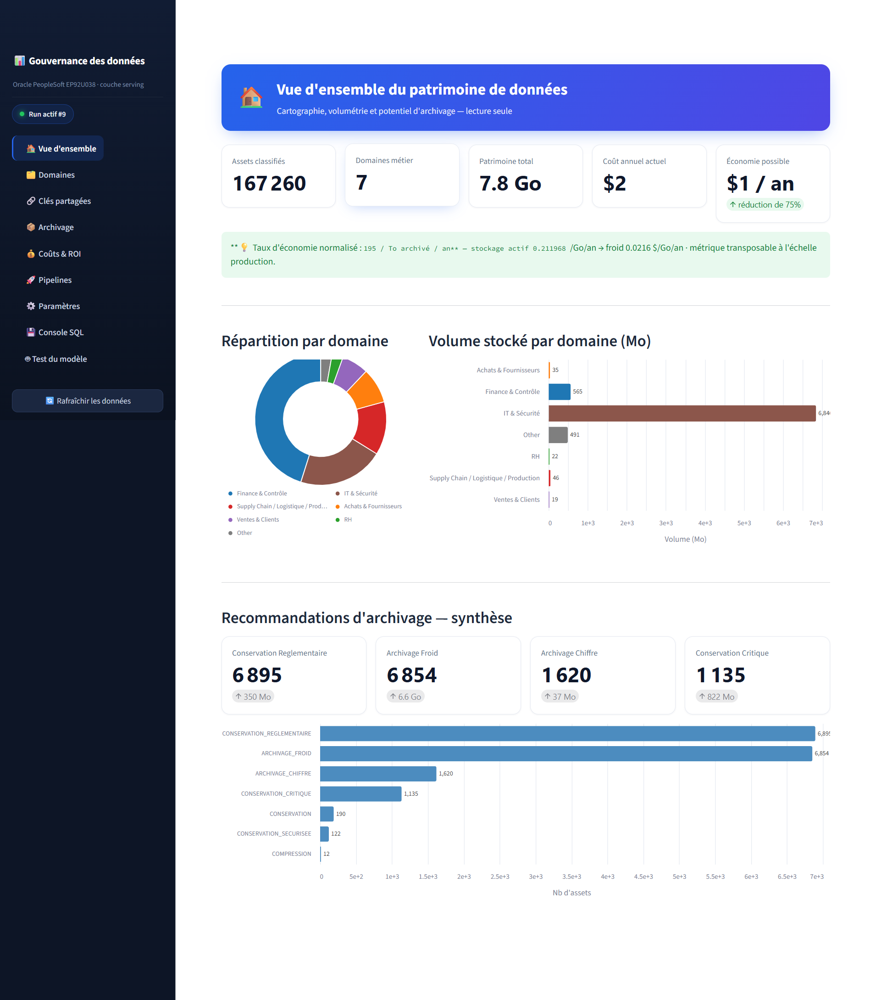 📊 Gouvernance des données
Oracle PeopleSoft EP92U038 · couche serving
Run actif #9
🏠 Vue d'ensemble
🗂️ Domaines
🔗 Clés partagées
📦 Archivage
💰 Coûts & ROI
🚀 Pipelines
⚙️ Paramètres
💾 Console SQL
Test du modèle
🔄 Rafraîchir les données
🏠 Vue d'ensemble du patrimoine de données
Cartographie, volumétrie et potentiel d'archivage — lecture seule
Assets classifiés
167 260
Domaines métier
7
Patrimoine total
7.8 Go
Coût annuel actuel
$2
Économie possible
$1 / an
↑ réduction de 75%
** 💡 Taux d'économie normalisé : 195 / To archivé / an** — stockage actif 0.211968 /Go/an → froid 0.0216 $/Go/an · métrique transposable à l'échelle
production.
Répartition par domaine
Finance & Contrôle
IT & Sécurité
Supply Chain / Logistique / Prod…
Achats & Fournisseurs
Ventes & Clients
RH
Other
Volume stocké par domaine (Mo)
Achats & Fournisseurs 35
Finance & Contrôle 565
IT & Sécurité
Other 491
RH 22
Supply Chain / Logistique / Production 46
Ventes & Clients 19
0 1e+3 2e+3 3e+3 4e+3 5e+3 6e+3 7e+3
Volume (Mo)
Recommandations d'archivage — synthèse
Conservation Reglementaire
6 895
↑ 350 Mo
Archivage Froid
6 854
↑ 6.6 Go
Archivage Chiffre
1 620
↑ 37 Mo
Conservation Critique
1 135
↑ 822 Mo
CONSERVATION_REGLEMENTAIRE 6,895
ARCHIVAGE_FROID 6,854
ARCHIVAGE_CHIFFRE 1,620
CONSERVATION_CRITIQUE 1,135
CONSERVATION 190
CONSERVATION_SECURISEE 122
COMPRESSION 12
0 5e+2 1e+3 1.5e+3 2e+3 2.5e+3 3e+3 3.5e+3 4e+3 4.5e+3 5e+3 5.5e+3 6e+3 6.5e+3 7e+3
Nb d'assets